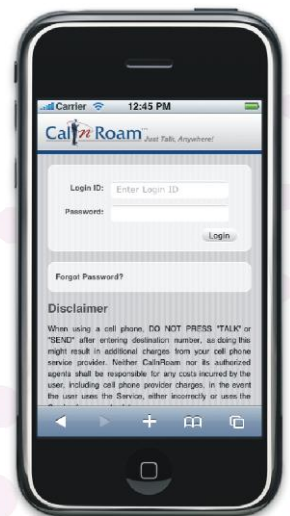 Carrier 12:45 PM
Call n Roam™ Just Talk, Anywhere!
Login ID: Enter Login ID
Password:
Login
Forgot Password?
Disclaimer
When using a cell phone, DO NOT PRESS "TALK" or
"SEND" after entering destination number, as doing this
might result in additional charges from your cell phone
service provider. Neither CallnRoam nor its authorized
agents shall be responsible for any costs incurred by the
user, including cell phone provider charges, in the event
the user uses the Service, either incorrectly or uses the